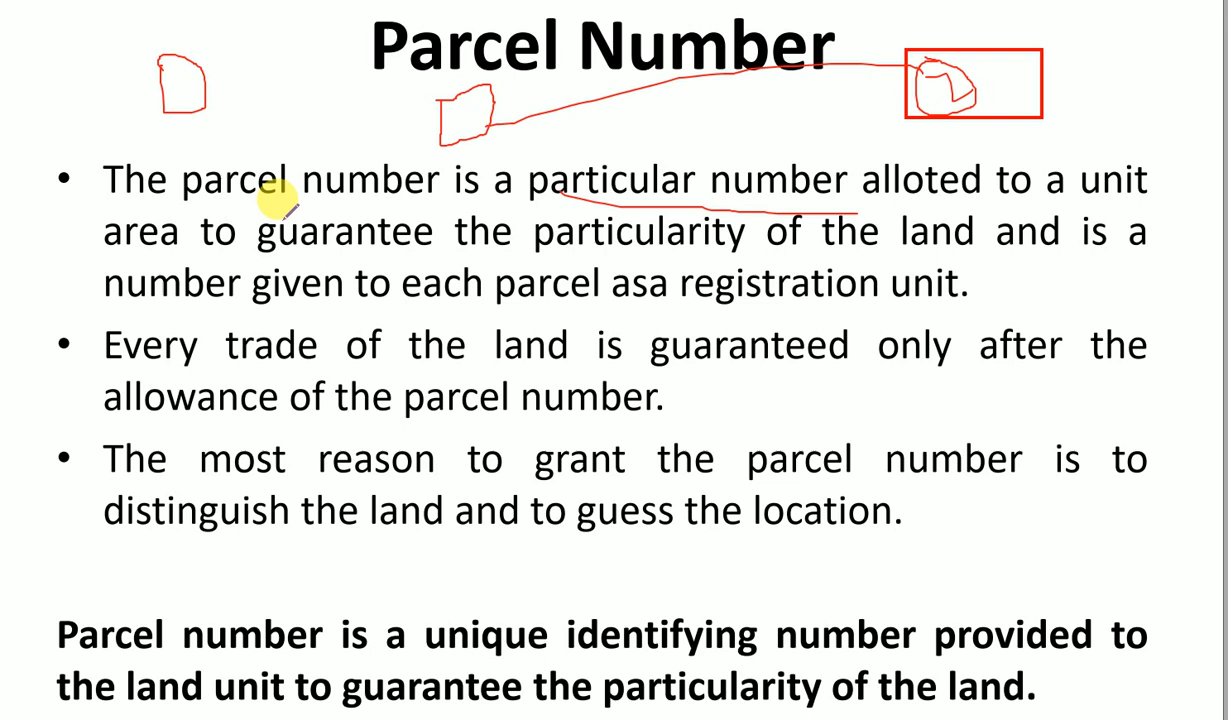 Parcel Number
• The parcel number is a particular number alloted to a unit
area to guarantee the particularity of the land and is a
number given to each parcel asa registration unit.
• Every trade of the land is guaranteed only after the
allowance of the parcel number.
• The most reason to grant the parcel number is to
distinguish the land and to guess the location.
Parcel number is a unique identifying number provided to
the land unit to guarantee the particularity of the land.